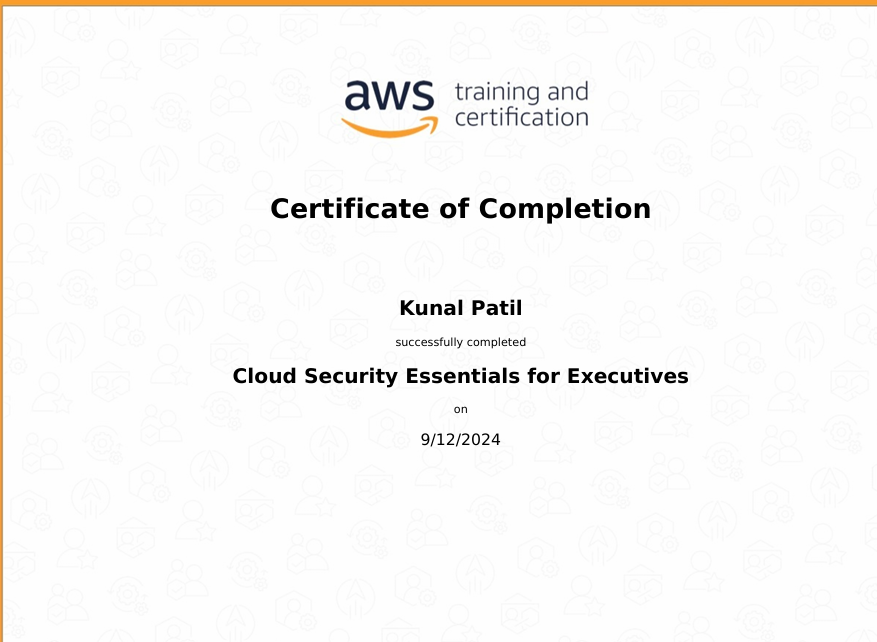 aws training and
certification
Certificate of Completion
Kunal Patil
successfully completed
Cloud Security Essentials for Executives
on
9/12/2024